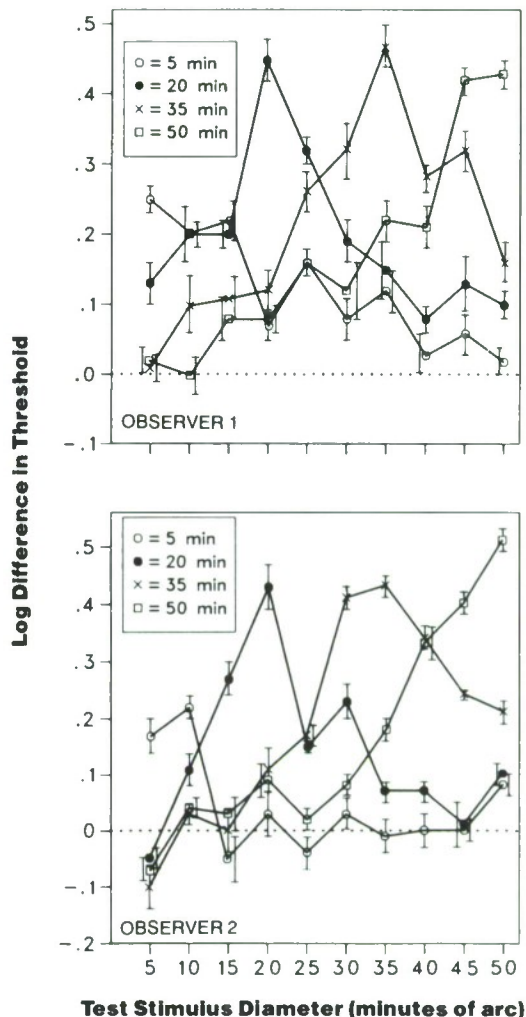 .5
.4
.3
.2
.1
.0
-.1
○ = 5 min
● = 20 min
× = 35 min
□ = 50 min
OBSERVER 1
Log Difference in Threshold
.5
.4
.3
.2
.1
0
-.1
-.2
○ = 5 min
● = 20 min
× = 35 min
□ = 50 min
OBSERVER 2
5 10 15 20 25 30 35 40 45 50
Test Stimulus Diameter (minutes of arc)